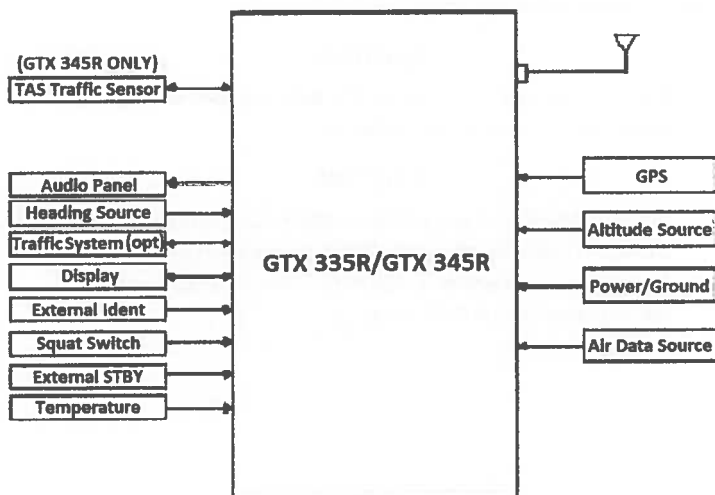 (GTX 345R ONLY)
TAS Traffic Sensor
Audio Panel
Heading Source
Traffic System (opt)
Display
External Ident
Squat Switch
External STBY
Temperature
GTX 335R/GTX 345R
GPS
Altitude Source
Power/Ground
Air Data Source